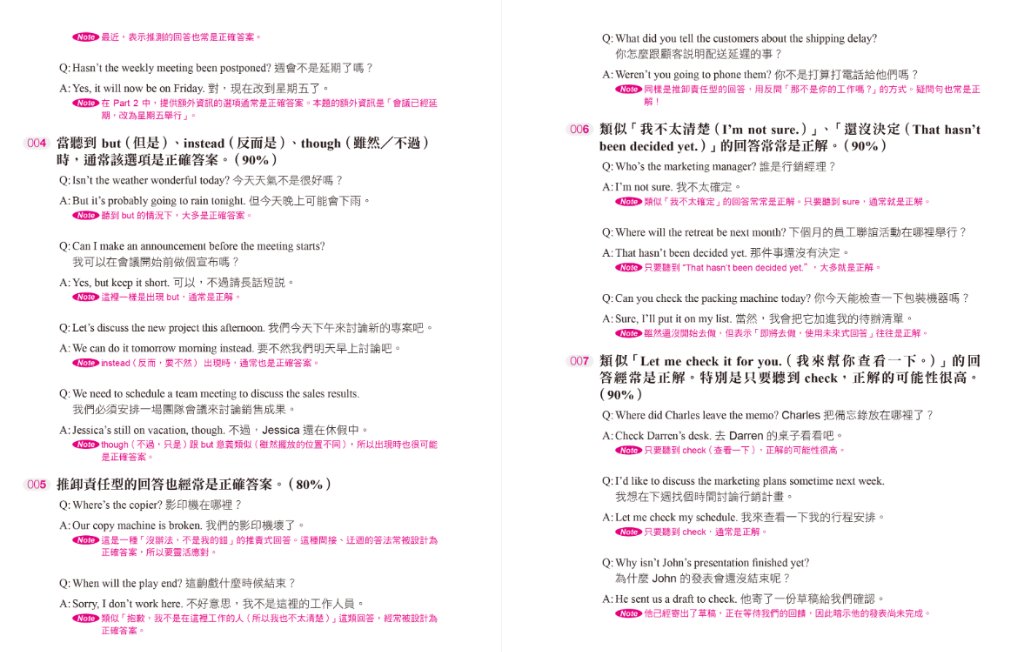 Note 最近，表示推測的回答也常是正確答案。
Q: Hasn't the weekly meeting been postponed? 週會不是延期了嗎？
A: Yes, it will now be on Friday. 對，現在改到星期五了。
Note 在 Part 2 中，提供額外資訊的選項通常是正確答案。本題的額外資訊是「會議已經延
期，改為星期五舉行」。
004 當聽到 but（但是）、instead（反而是）、though（雖然／不過）
時，通常該選項是正確答案。（90%）
Q: Isn't the weather wonderful today? 今天天氣不是很好嗎？
A: But it's probably going to rain tonight. 但今天晚上可能會下雨。
Note 聽到 but 的情況下，大多是正確答案。
Q: Can I make an announcement before the meeting starts?
我可以在會議開始前做個宣布嗎？
A: Yes, but keep it short. 可以，不過請長話短說。
Note 這裡一樣是出現 but，通常是正解。
Q: Let's discuss the new project this afternoon. 我們今天下午來討論新的專案吧。
A: We can do it tomorrow morning instead. 要不然我們明天早上討論吧。
Note instead（反而，要不然） 出現時，通常也是正確答案。
Q: We need to schedule a team meeting to discuss the sales results.
我們必須安排一場團隊會議來討論銷售成果。
A: Jessica's still on vacation, though. 不過，Jessica 還在休假中。
Note though（不過，只是）跟 but 意義類似（雖然擺放的位置不同），所以出現時也很可能
是正確答案。
005 推卸責任型的回答也經常是正確答案。（80%）
Q: Where's the copier? 影印機在哪裡？
A: Our copy machine is broken. 我們的影印機壞了。
Note 這是一種「沒辦法，不是我的錯」的推責式回答。這種間接、迂迴的答法常被設計為
正確答案，所以要靈活應對。
Q: When will the play end? 這齣戲什麼時候結束？
A: Sorry, I don't work here. 不好意思，我不是這裡的工作人員。
Note 類似「抱歉，我不是在這裡工作的人（所以我也不太清楚）」這類回答，經常被設計為
正確答案。
Q: What did you tell the customers about the shipping delay?
你怎麼跟顧客說明配送延遲的事？
A: Weren't you going to phone them? 你不是打算打電話給他們嗎？
Note 同樣是推卸責任型的回答，用反問「那不是你的工作嗎？」的方式。疑問句也常是正
解！
006 類似「我不太清楚（I'm not sure.）」、「還沒決定（That hasn't
been decided yet.）」的回答常常是正解。（90%）
Q: Who's the marketing manager? 誰是行銷經理？
A: I'm not sure. 我不太確定。
Note 類似「我不太確定」的回答常常是正解。只要聽到 sure，通常就是正解。
Q: Where will the retreat be next month? 下個月的員工聯誼活動在哪裡舉行？
A: That hasn't been decided yet. 那件事還沒有決定。
Note 只要聽到 "That hasn't been decided yet."，大多就是正解。
Q: Can you check the packing machine today? 你今天能檢查一下包裝機器嗎？
A: Sure, I'll put it on my list. 當然，我會把它加進我的待辦清單。
Note 雖然還沒開始去做，但表示「即將去做，使用未來式回答」往往是正解。
007 類似「Let me check it for you.（我來幫你查看一下。）」的回
答經常是正解。特別是只要聽到 check，正解的可能性很高。
（90%）
Q: Where did Charles leave the memo? Charles 把備忘錄放在哪裡了？
A: Check Darren's desk. 去 Darren 的桌子看看吧。
Note 只要聽到 check（查看一下），正解的可能性很高。
Q: I'd like to discuss the marketing plans sometime next week.
我想在下週找個時間討論行銷計畫。
A: Let me check my schedule. 我來查看一下我的行程安排。
Note 只要聽到 check，通常是正解。
Q: Why isn't John's presentation finished yet?
為什麼 John 的發表會還沒結束呢？
A: He sent us a draft to check. 他寄了一份草稿給我們確認。
Note 他已經寄出了草稿，正在等待我們的回饋，因此暗示他的發表尚未完成。